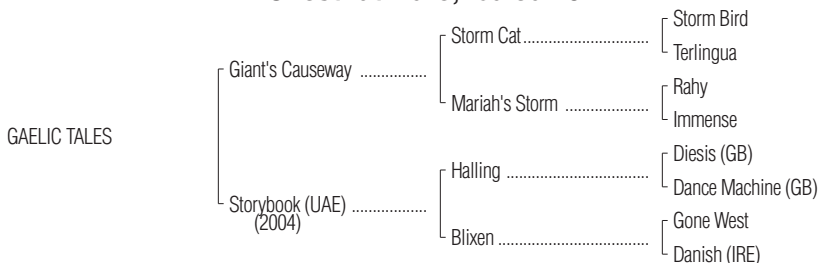 Storm Bird
Storm Cat..............................
Terlingua
Giant's Causeway ................
Rahy
Mariah's Storm ....................
Immense
GAELIC TALES
Diesis (GB)
Halling ..................................
Dance Machine (GB)
Storybook (UAE) ..................
(2004)
Gone West
Blixen ....................................
Danish (IRE)